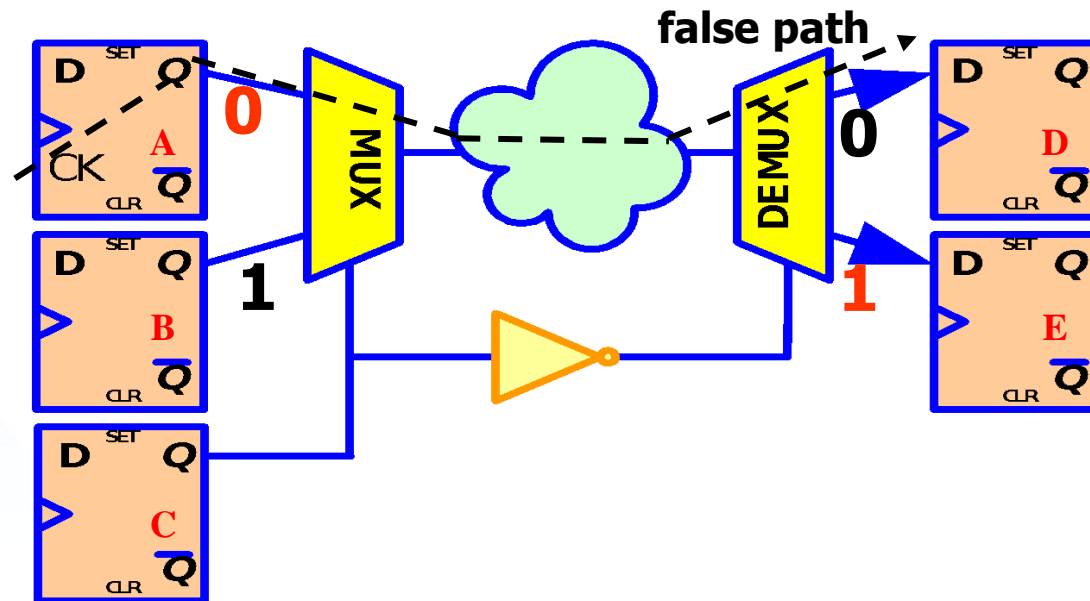 false path
SET
D Q
CK
A
Q
CLR
0
MUX
DEMUX
0
SET
D Q
D
Q
CLR
SET
D Q
B
Q
CLR
1
1
SET
D Q
E
Q
CLR
SET
D Q
C
Q
CLR